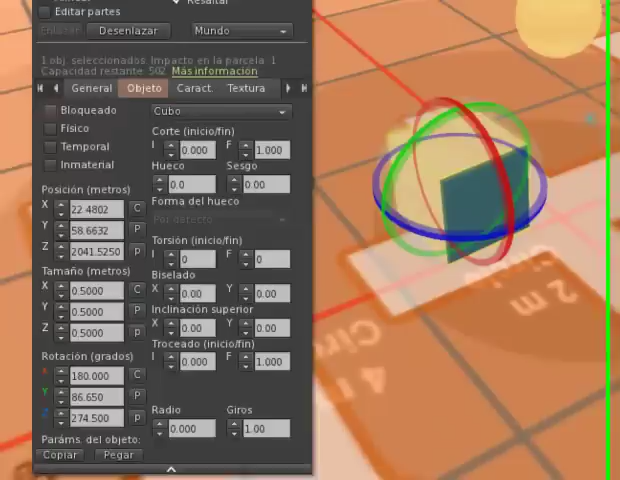 Resaltar
Editar partes
Enlazar Desenlazar Mundo
1 obj. seleccionados, Impacto en la parcela: 1
Capacidad restante: 502 Más información
General Objeto Caract. Textura
Bloqueado
Físico
Temporal
Inmaterial
Posición (metros)
X 22.4802 C
Y 58.6632 P
Z 2041.5250 P
Tamaño (metros)
X 0.5000 C
Y 0.5000
Z 0.5000 P
Rotación (grados)
X 180.000 C
Y 86.650 P
Z 274.500 P
Paráms. del objeto:
Copiar Pegar
Cubo
Corte (inicio/fin)
I 0.000 F 1.000
Hueco Sesgo
0.0 0.00
Forma del hueco
Por defecto
Torsión (inicio/fin)
I 0 F 0
Biselado
X 0.00 Y 0.00
Inclinación superior
X 0.00 Y 0.00
Troceado (inicio/fin)
I 0.000 F 1.000
Radio Giros
0.000 1.00
2 m
4